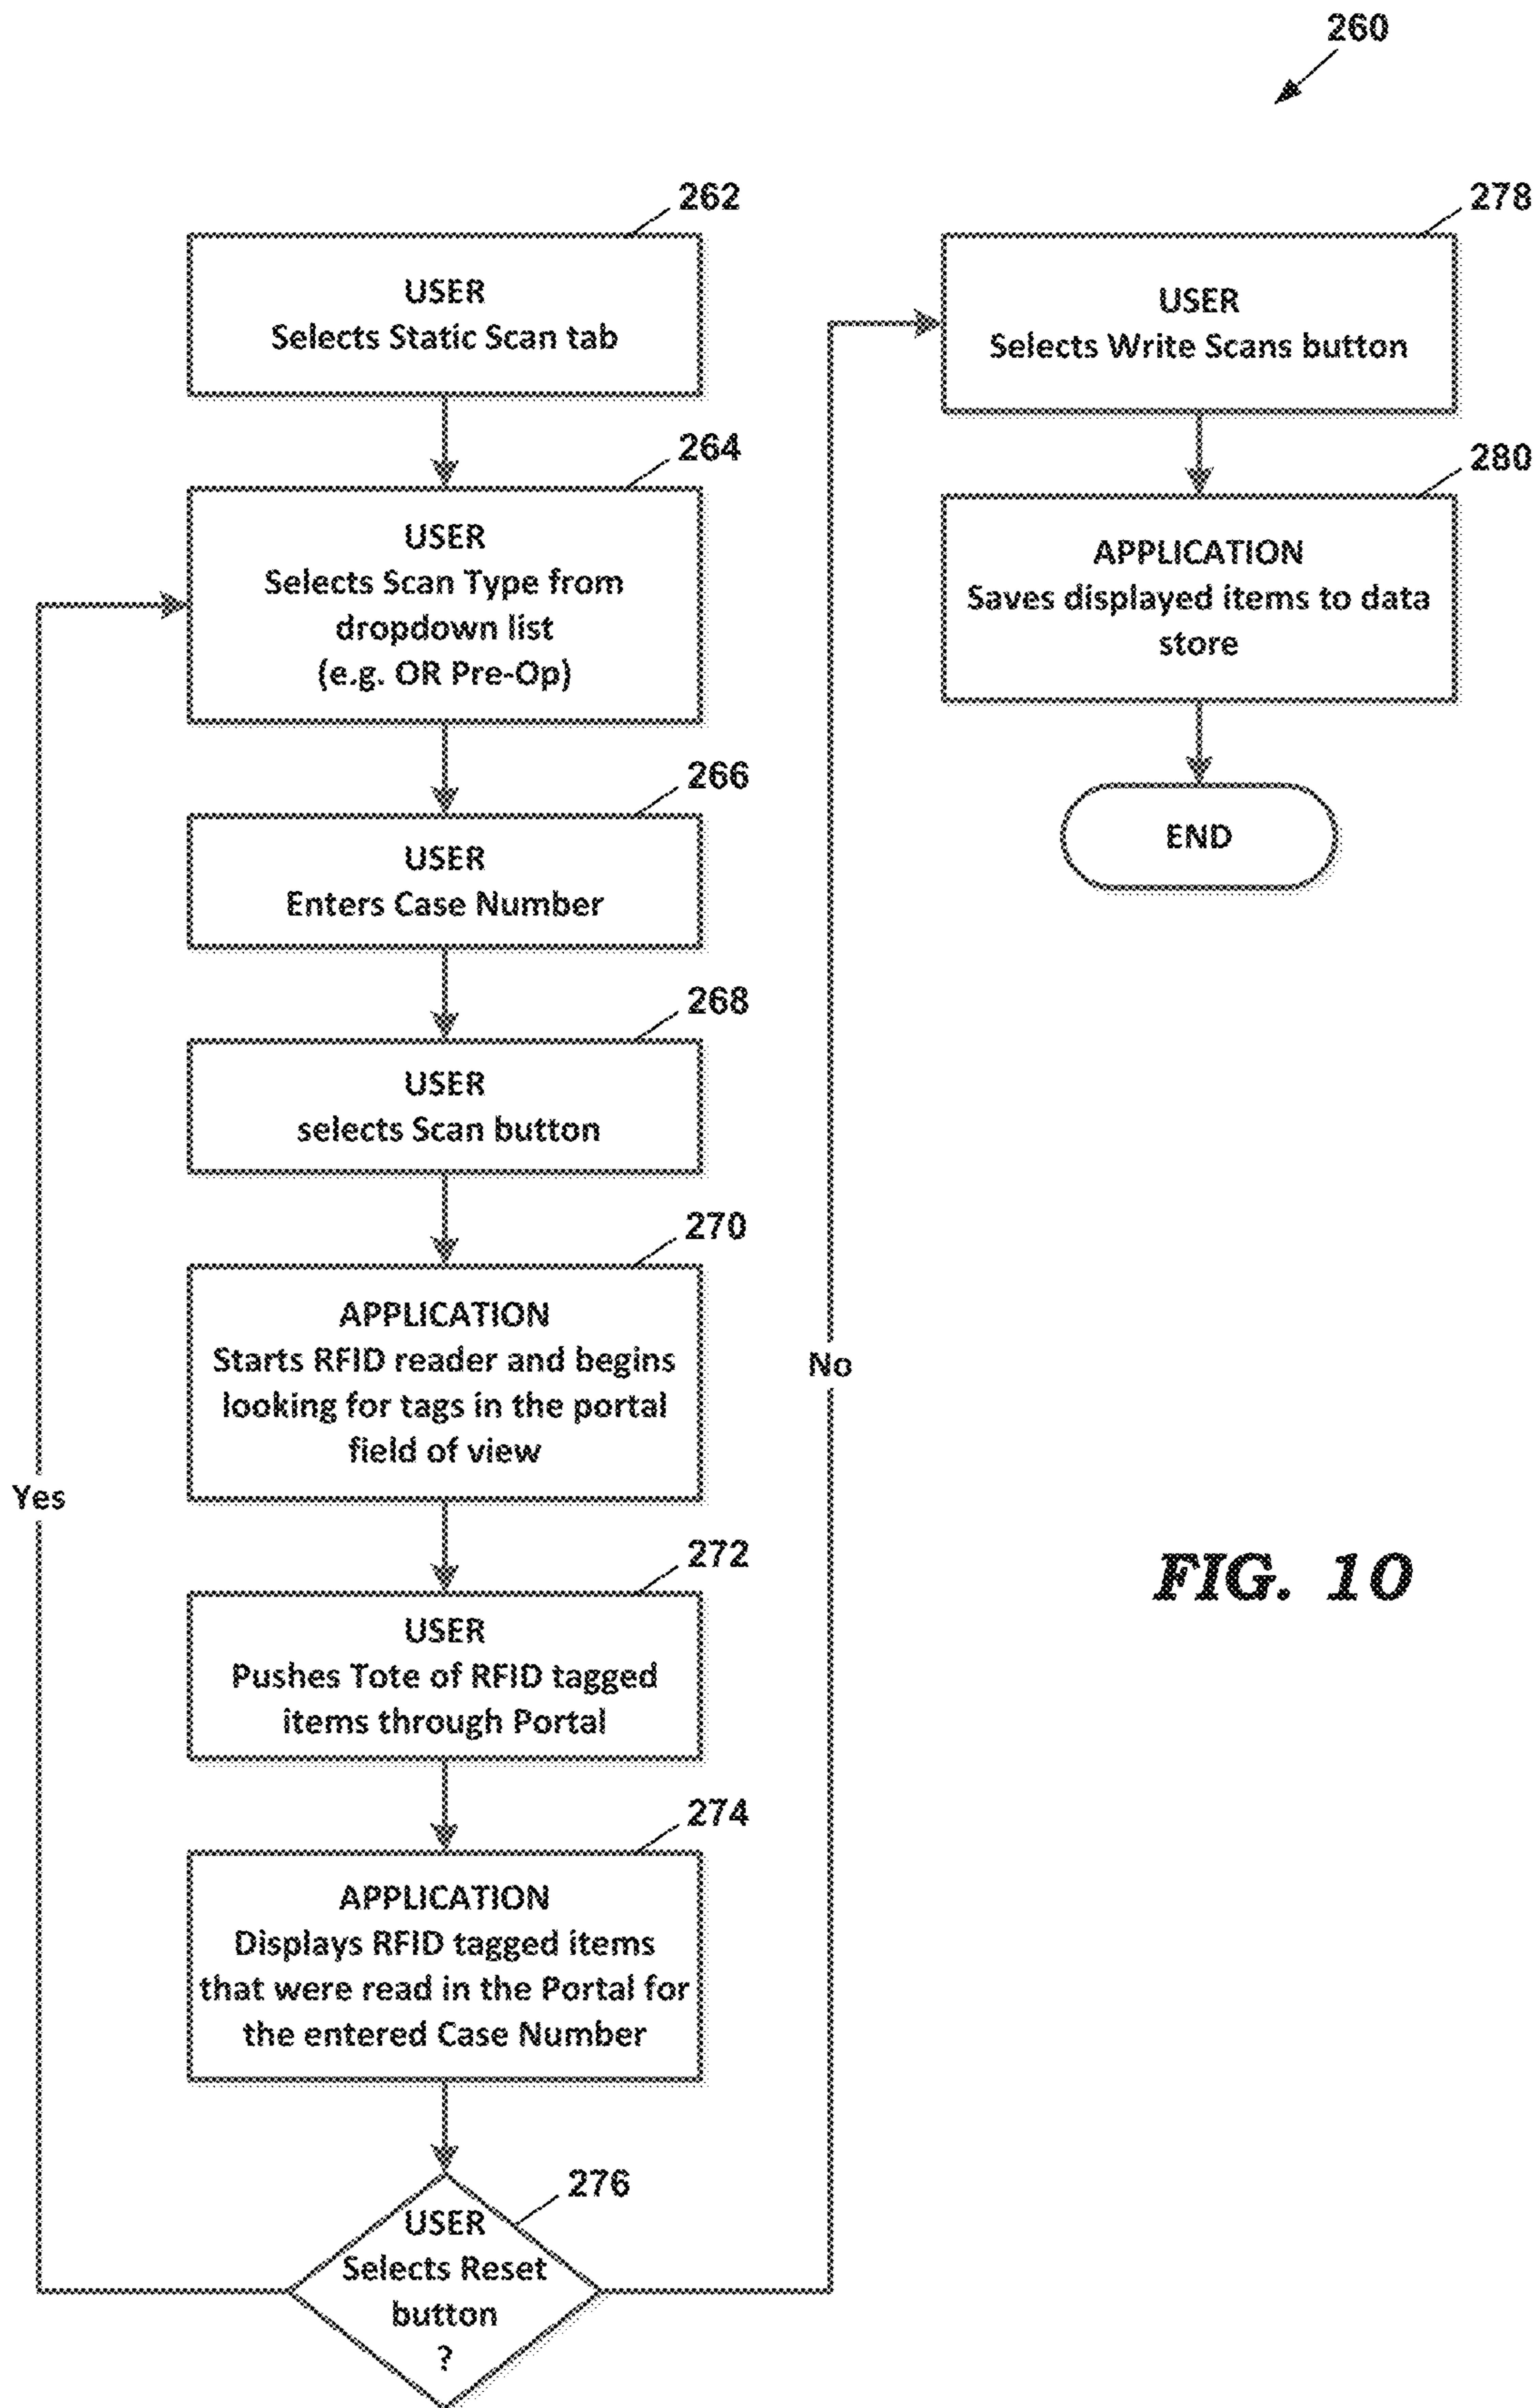 260
262
USER
Selects Static Scan tab
264
USER
Selects Scan Type from
dropdown list
(e.g. OR Pre-Op)
266
USER
Enters Case Number
268
USER
selects Scan button
270
APPLICATION
Starts RFID reader and begins
looking for tags in the portal
field of view
272
USER
Pushes Tote of RFID tagged
items through Portal
274
APPLICATION
Displays RFID tagged items
that were read in the Portal for
the entered Case Number
276
USER
Selects Reset
button
?
Yes
No
278
USER
Selects Write Scans button
280
APPLICATION
Saves displayed items to data
store
END
FIG. 10